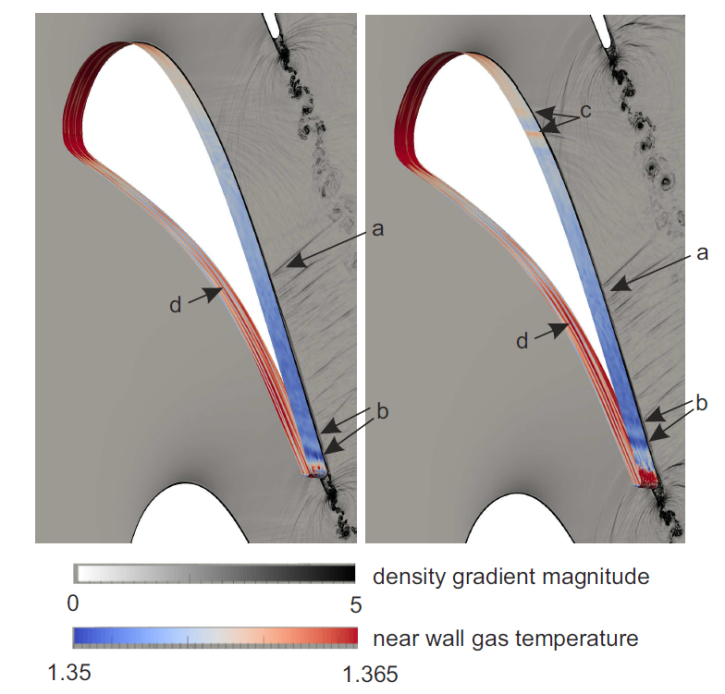 c
a
a
d
d
b
b
density gradient magnitude
0 5
near wall gas temperature
1.35 1.365